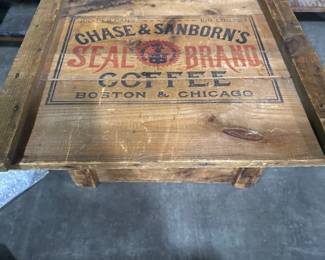 CHASE & SANBORN'S
SEAL BRAND
COFFEE
BOSTON & CHICAGO